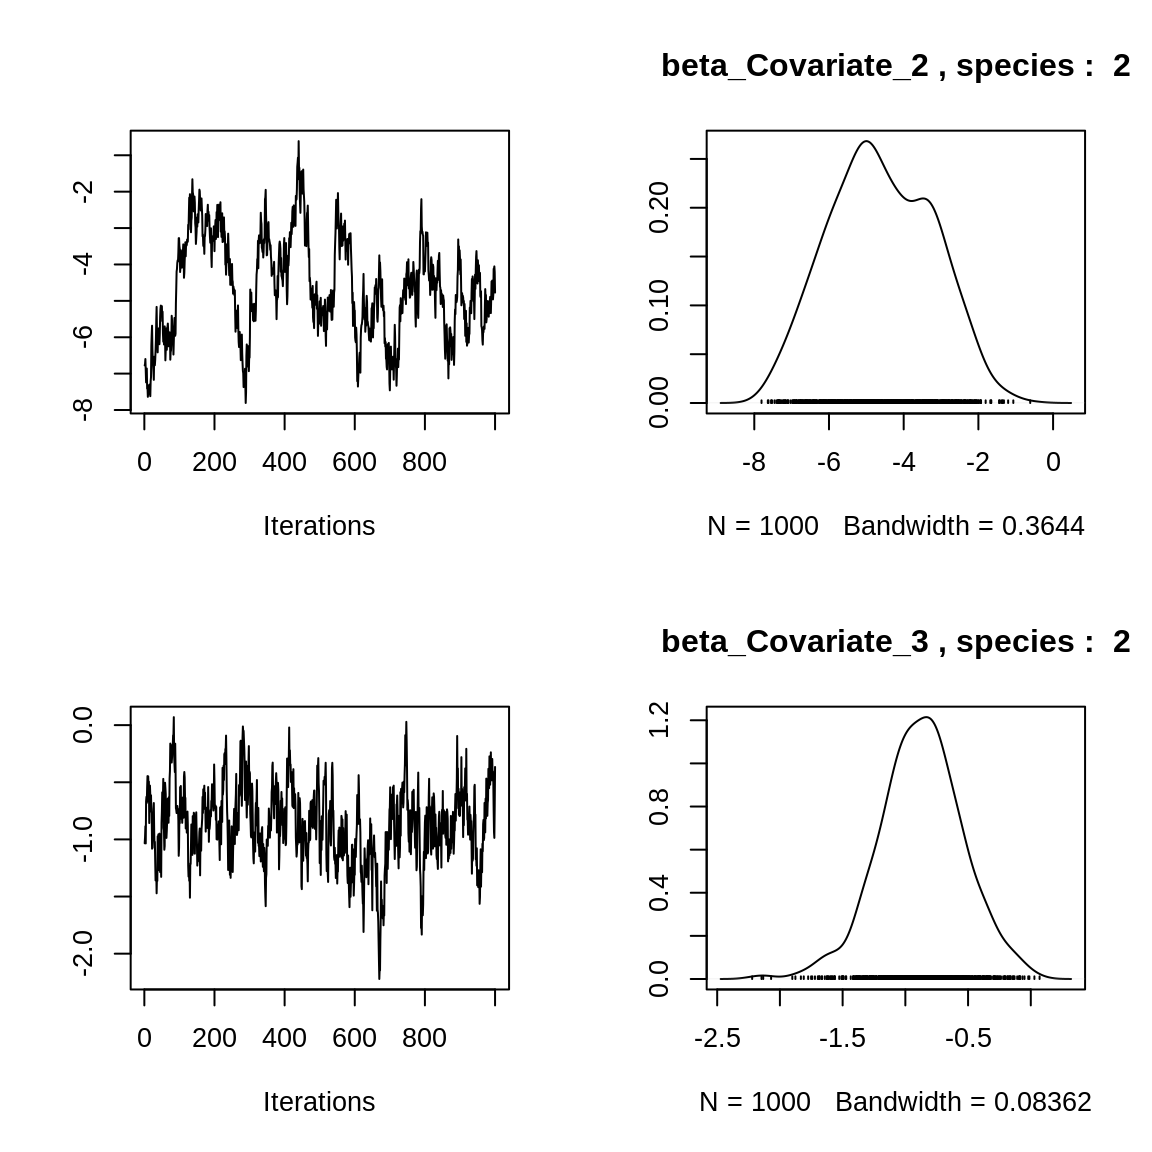 beta_Covariate_2 , species :  2
-2
-4
-6
-8
0 200 400 600 800
Iterations
0.20
0.10
0.00
-8 -6 -4 -2 0
N = 1000   Bandwidth = 0.3644
beta_Covariate_3 , species :  2
0.0
-1.0
-2.0
0 200 400 600 800
Iterations
1.2
0.8
0.4
0.0
-2.5 -1.5 -0.5
N = 1000   Bandwidth = 0.08362